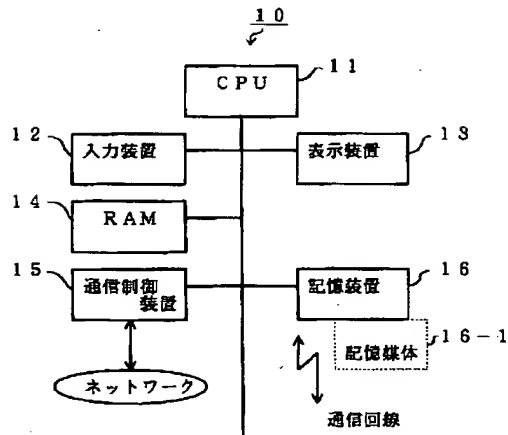 10
CPU
11
12
入力装置
表示装置
13
14
RAM
15
通信制御
装置
記憶装置
16
記憶媒体
16-1
ネットワーク
通信回線